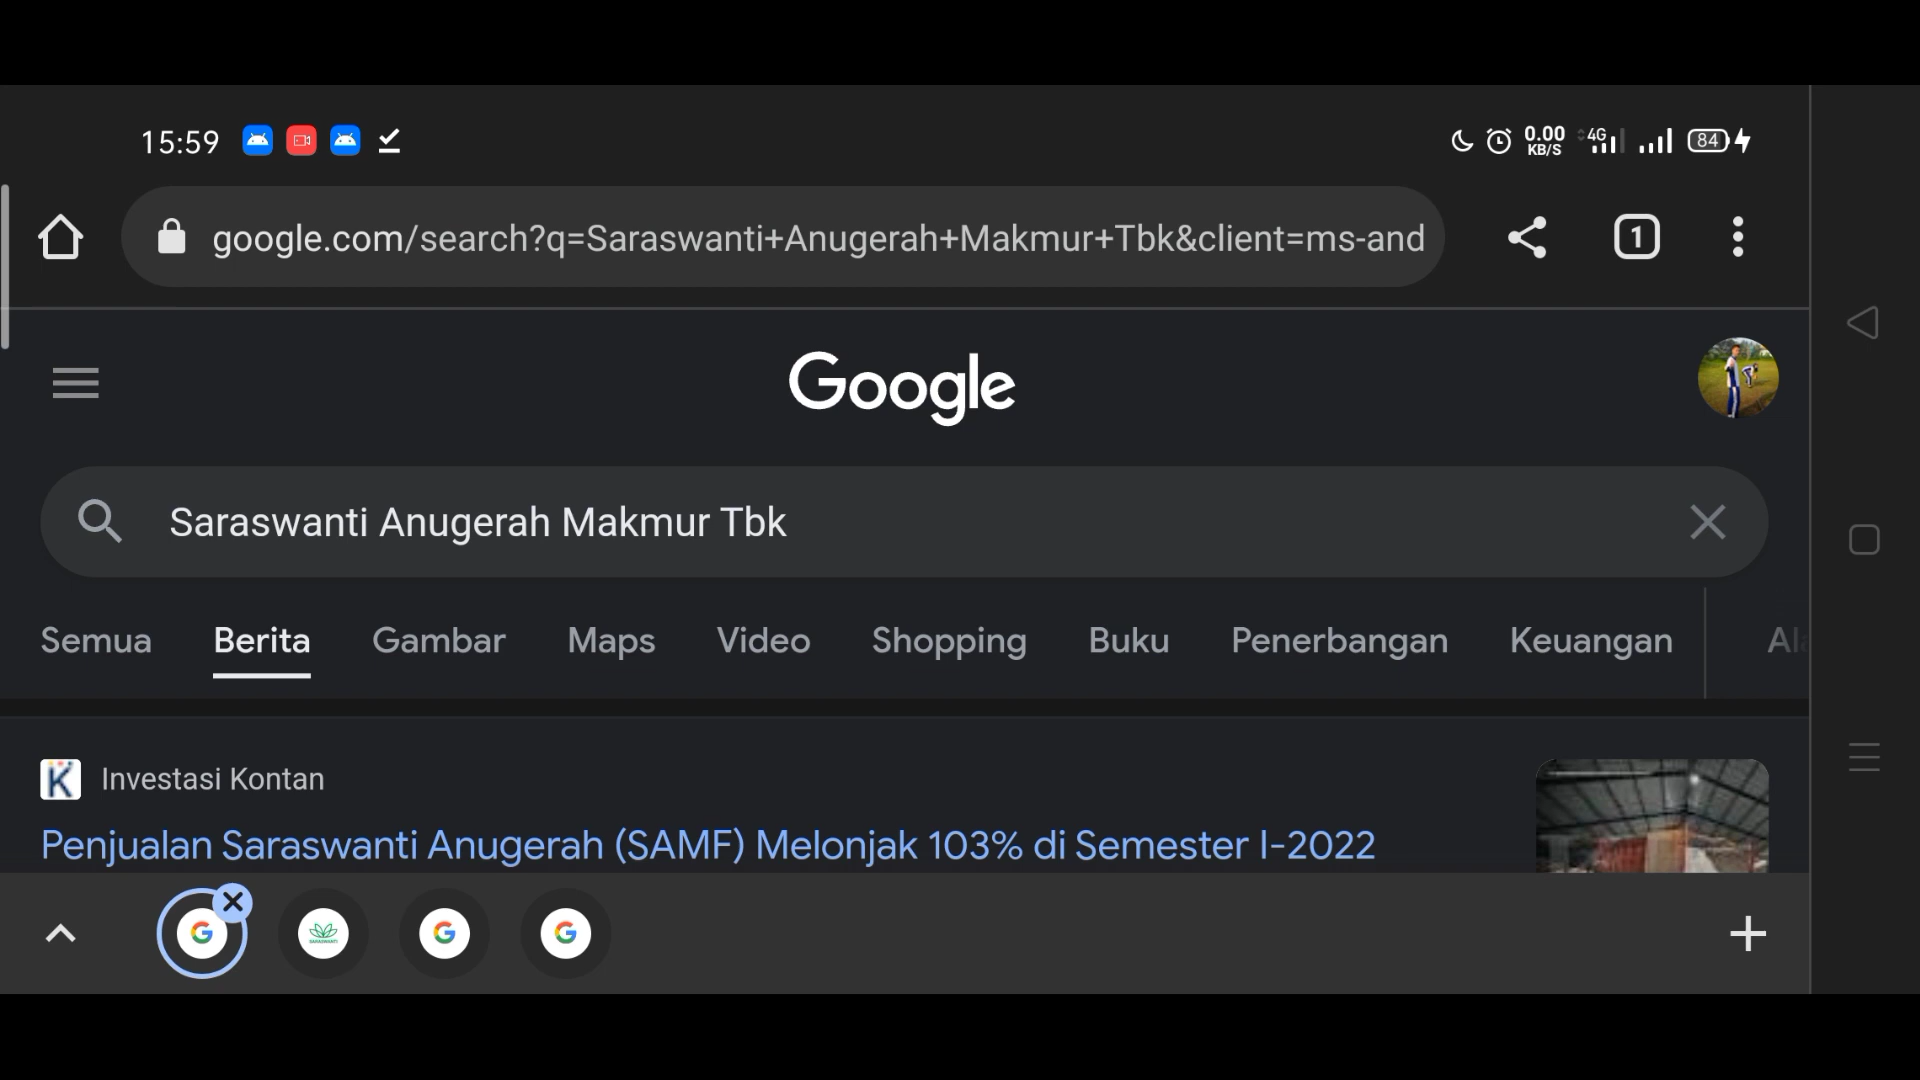 15:59 0.00 KB/S 4G 84
google.com/search?q=Saraswanti+Anugerah+Makmur+Tbk&client=ms-and 1
Google
Saraswanti Anugerah Makmur Tbk
Semua Berita Gambar Maps Video Shopping Buku Penerbangan Keuangan Al
K Investasi Kontan
Penjualan Saraswanti Anugerah (SAMF) Melonjak 103% di Semester I-2022
G SARASWANTI G G